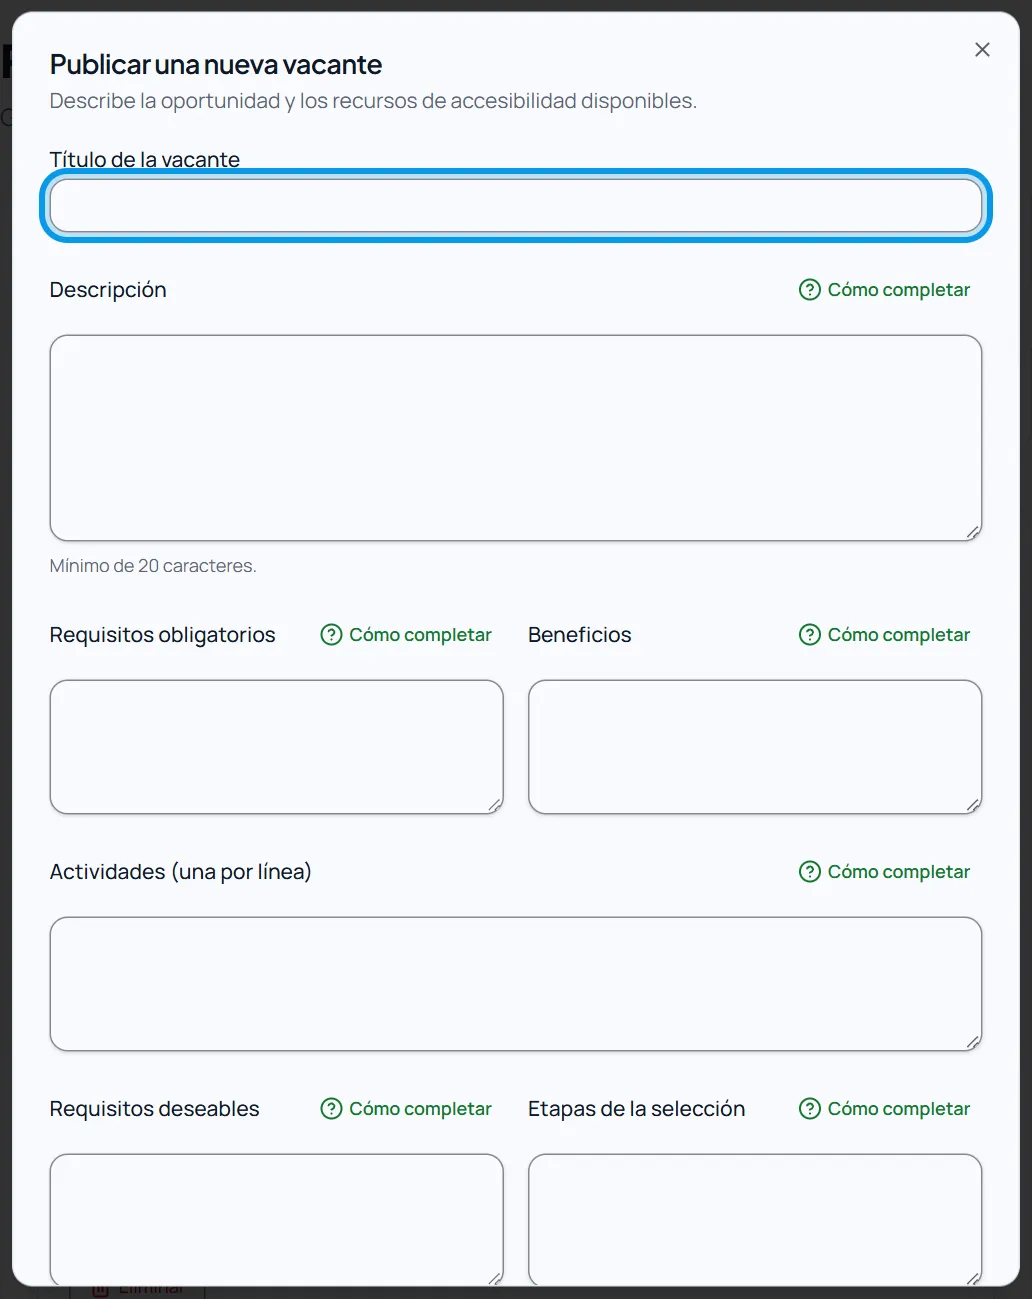 Publicar una nueva vacante
Describe la oportunidad y los recursos de accesibilidad disponibles.
Título de la vacante
Descripción
Cómo completar
Mínimo de 20 caracteres.
Requisitos obligatorios
Cómo completar
Beneficios
Cómo completar
Actividades (una por línea)
Cómo completar
Requisitos deseables
Cómo completar
Etapas de la selección
Cómo completar
Eliminar